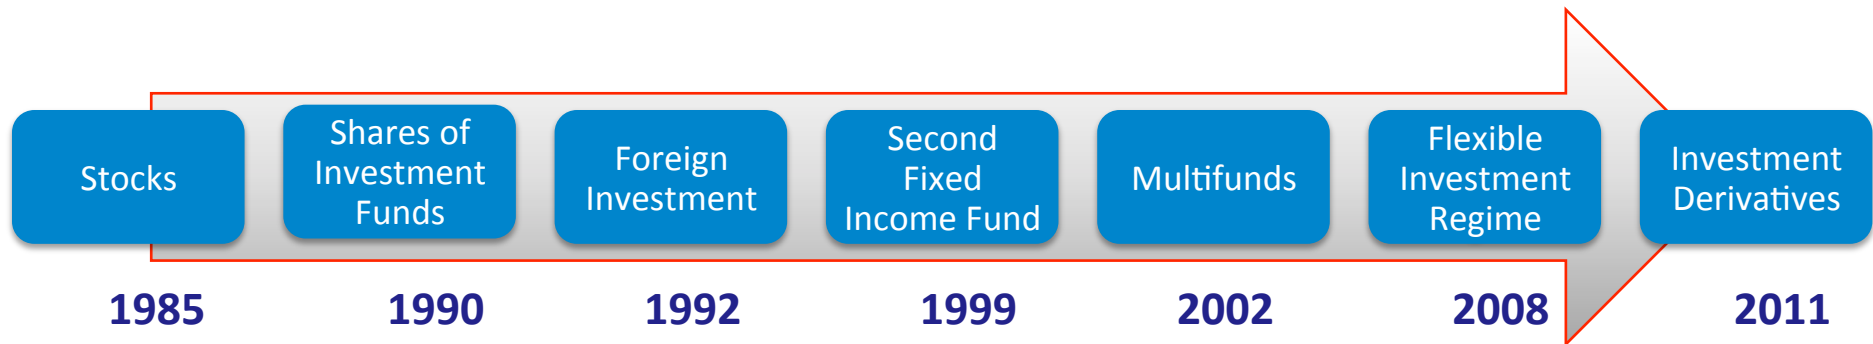 Stocks
Shares of
Investment
Funds
Foreign
Investment
Second
Fixed
Income Fund
Multifunds
Flexible
Investment
Regime
Investment
Derivatives
1985
1990
1992
1999
2002
2008
2011